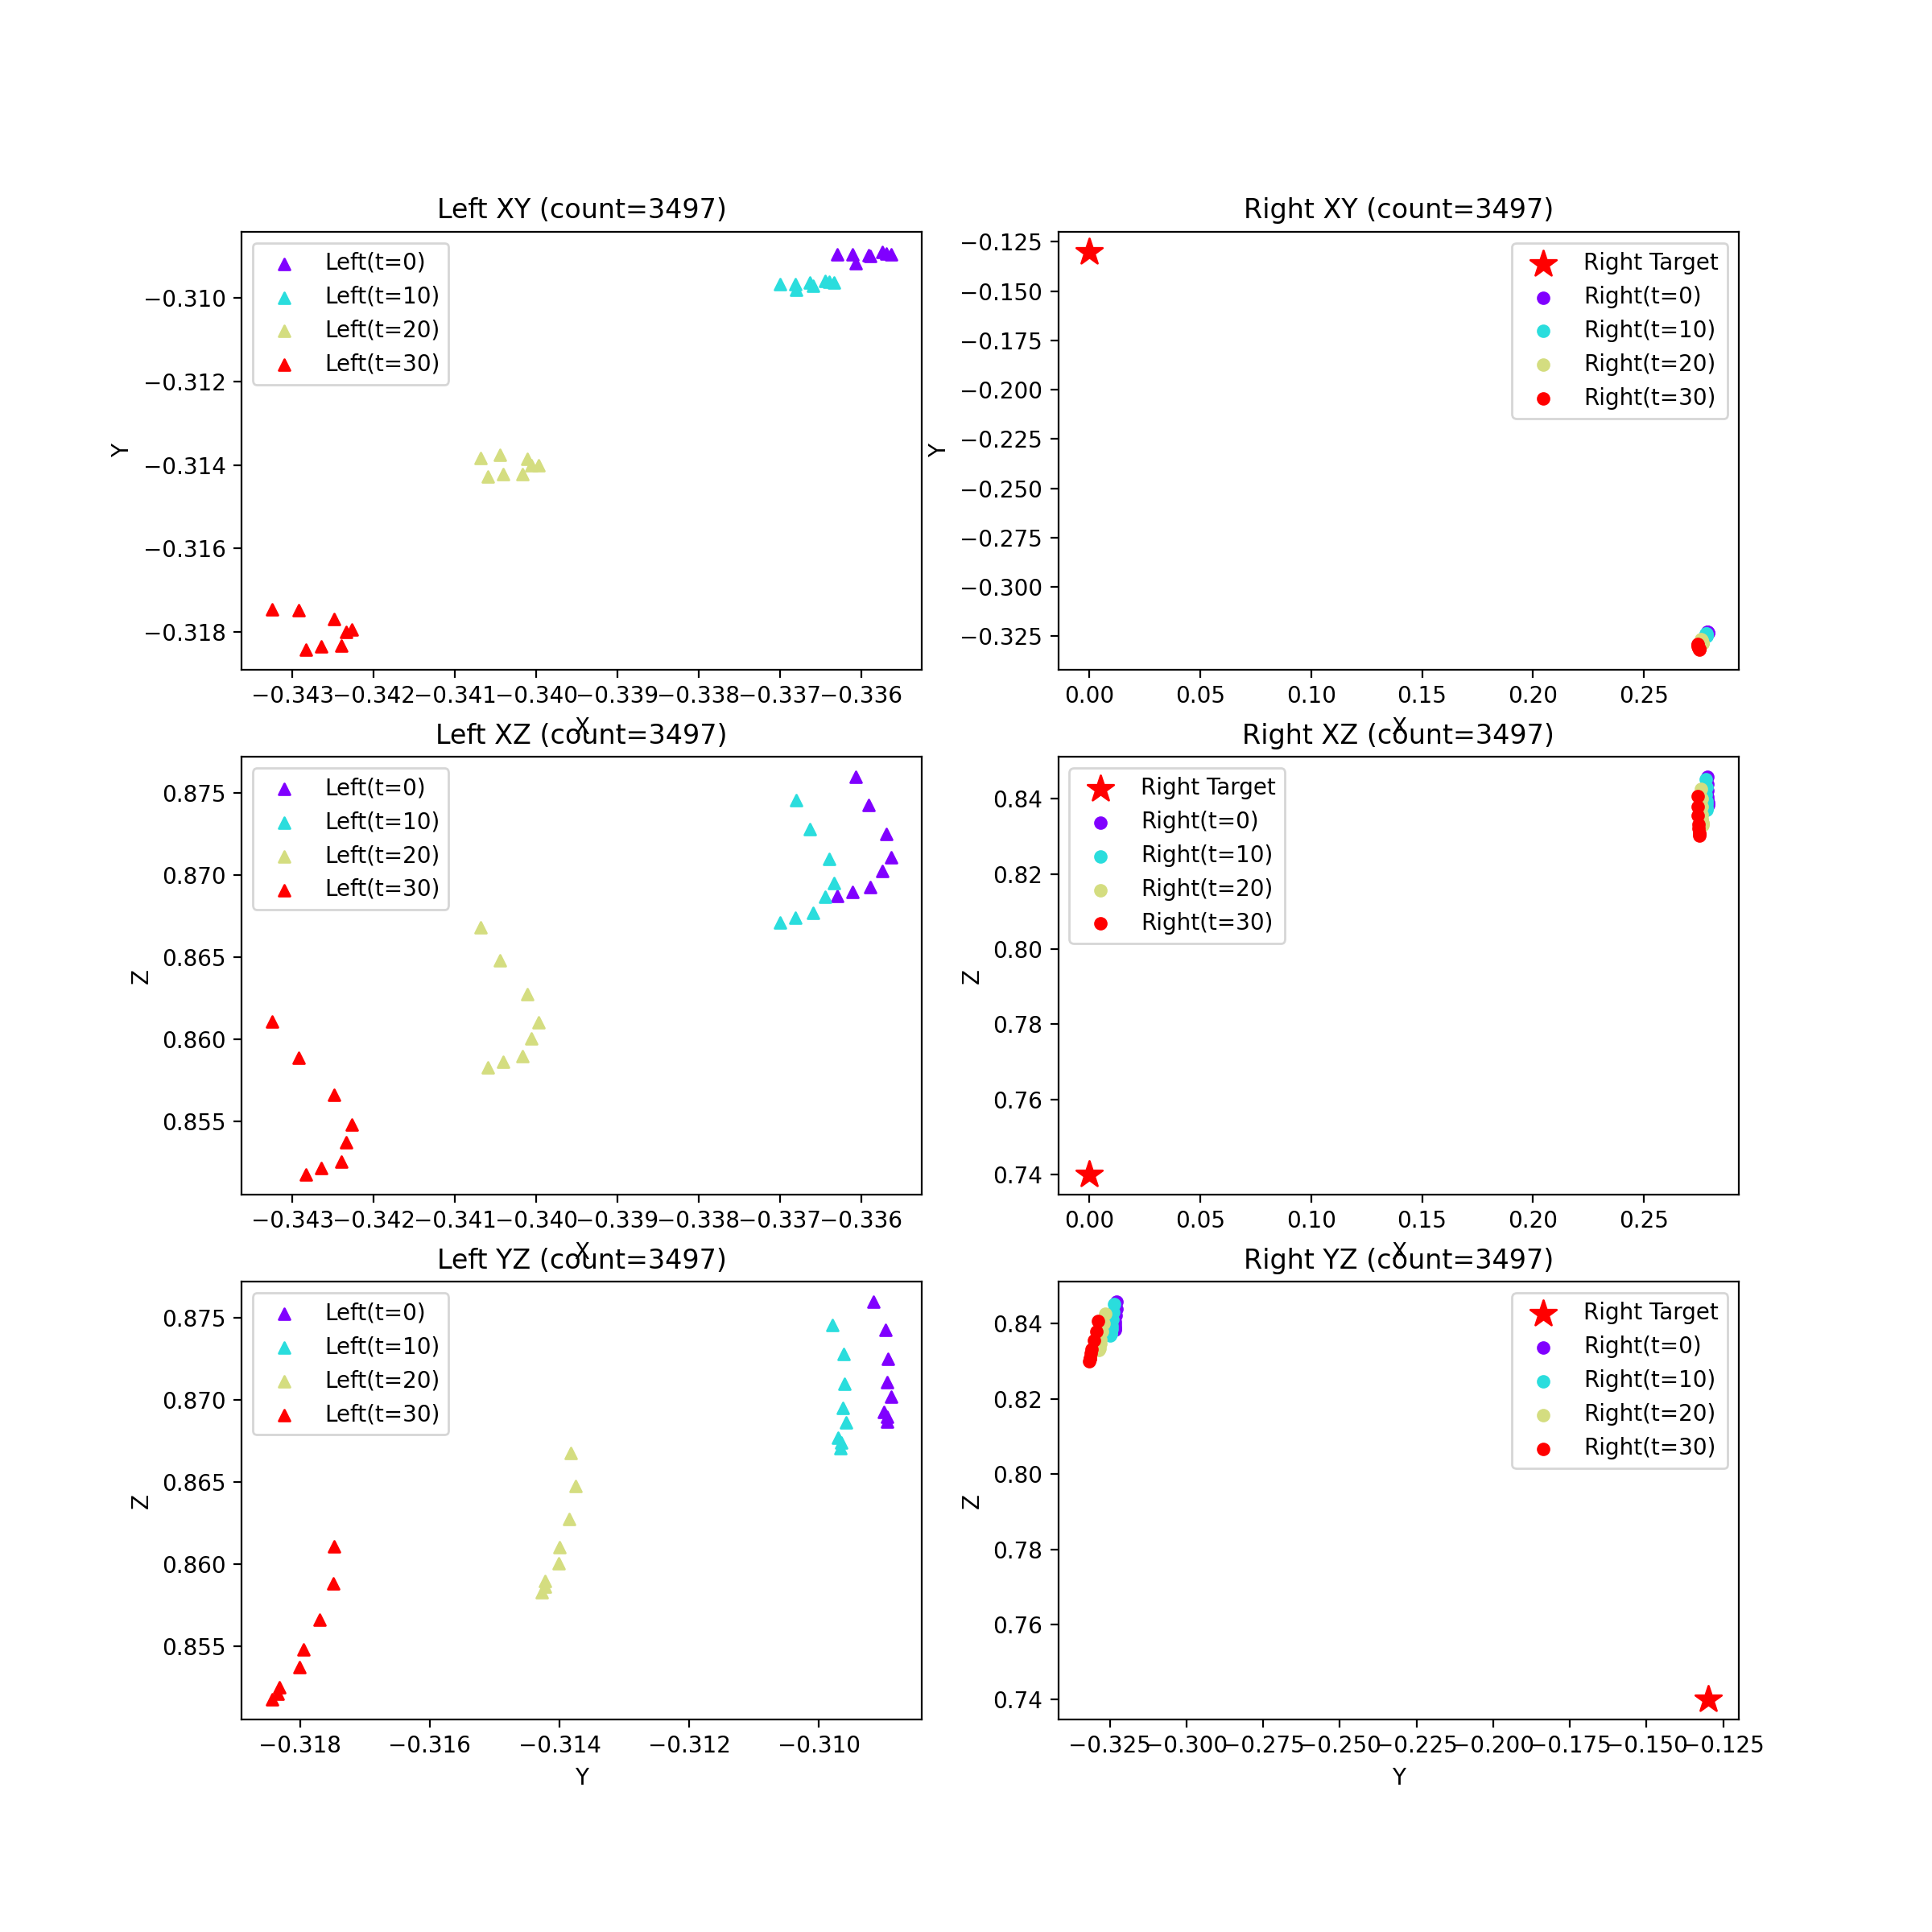 Left XY (count=3497)
Left(t=0)
Left(t=10)
Left(t=20)
Left(t=30)
−0.310
−0.312
−0.314
−0.316
−0.318
Y
−0.343
−0.342
−0.341
−0.340
−0.339
−0.338
−0.337
−0.336
X
Right XY (count=3497)
Right Target
Right(t=0)
Right(t=10)
Right(t=20)
Right(t=30)
−0.125
−0.150
−0.175
−0.200
−0.225
−0.250
−0.275
−0.300
−0.325
Y
0.00
0.05
0.10
0.15
0.20
0.25
X
Left XZ (count=3497)
Left(t=0)
Left(t=10)
Left(t=20)
Left(t=30)
0.875
0.870
0.865
0.860
0.855
Z
−0.343
−0.342
−0.341
−0.340
−0.339
−0.338
−0.337
−0.336
X
Right XZ (count=3497)
Right Target
Right(t=0)
Right(t=10)
Right(t=20)
Right(t=30)
0.84
0.82
0.80
0.78
0.76
0.74
Z
0.00
0.05
0.10
0.15
0.20
0.25
X
Left YZ (count=3497)
Left(t=0)
Left(t=10)
Left(t=20)
Left(t=30)
0.875
0.870
0.865
0.860
0.855
Z
−0.318
−0.316
−0.314
−0.312
−0.310
Y
Right YZ (count=3497)
Right Target
Right(t=0)
Right(t=10)
Right(t=20)
Right(t=30)
0.84
0.82
0.80
0.78
0.76
0.74
Z
−0.325
−0.300
−0.275
−0.250
−0.225
−0.200
−0.175
−0.150
−0.125
Y